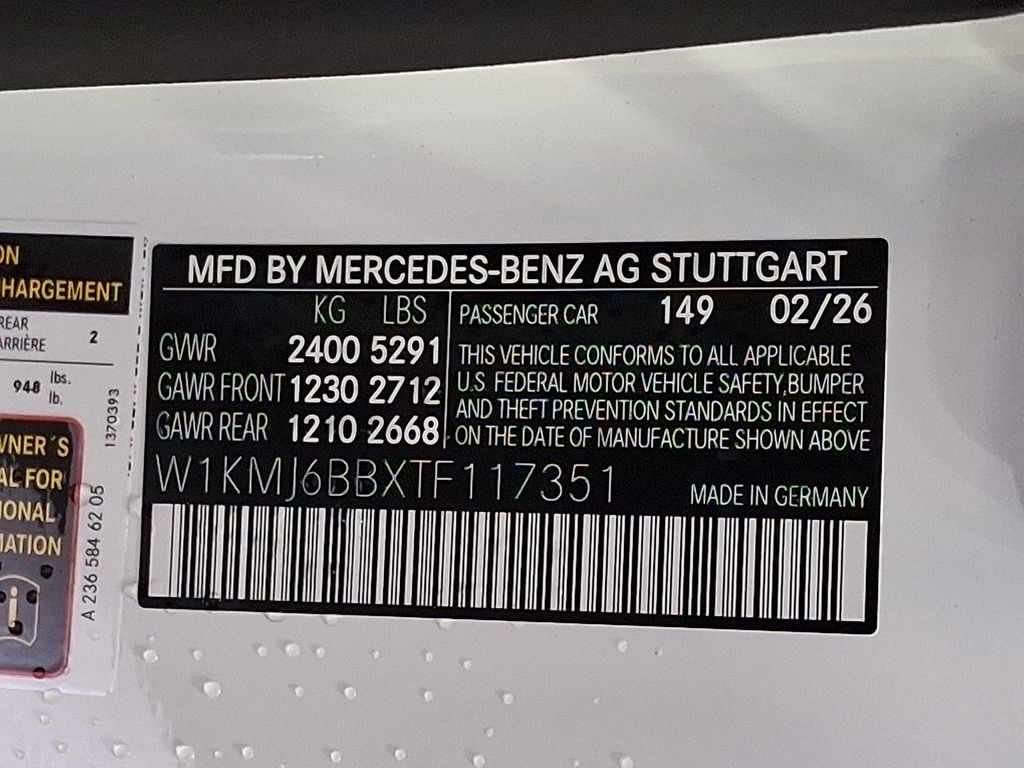 ON
HARGEMENT
REAR
ARRIÈRE
2
948 lbs.
lb.
1370393
WNER´S
AL FOR
IONAL
MATION
i
A 236 584 62 05
MFD BY MERCEDES-BENZ AG STUTTGART
KG LBS
GVWR 2400 5291
GAWR FRONT 1230 2712
GAWR REAR 1210 2668
PASSENGER CAR 149 02/26
THIS VEHICLE CONFORMS TO ALL APPLICABLE
U.S FEDERAL MOTOR VEHICLE SAFETY,BUMPER
AND THEFT PREVENTION STANDARDS IN EFFECT
ON THE DATE OF MANUFACTURE SHOWN ABOVE
W1KMJ6BBXTF117351
MADE IN GERMANY